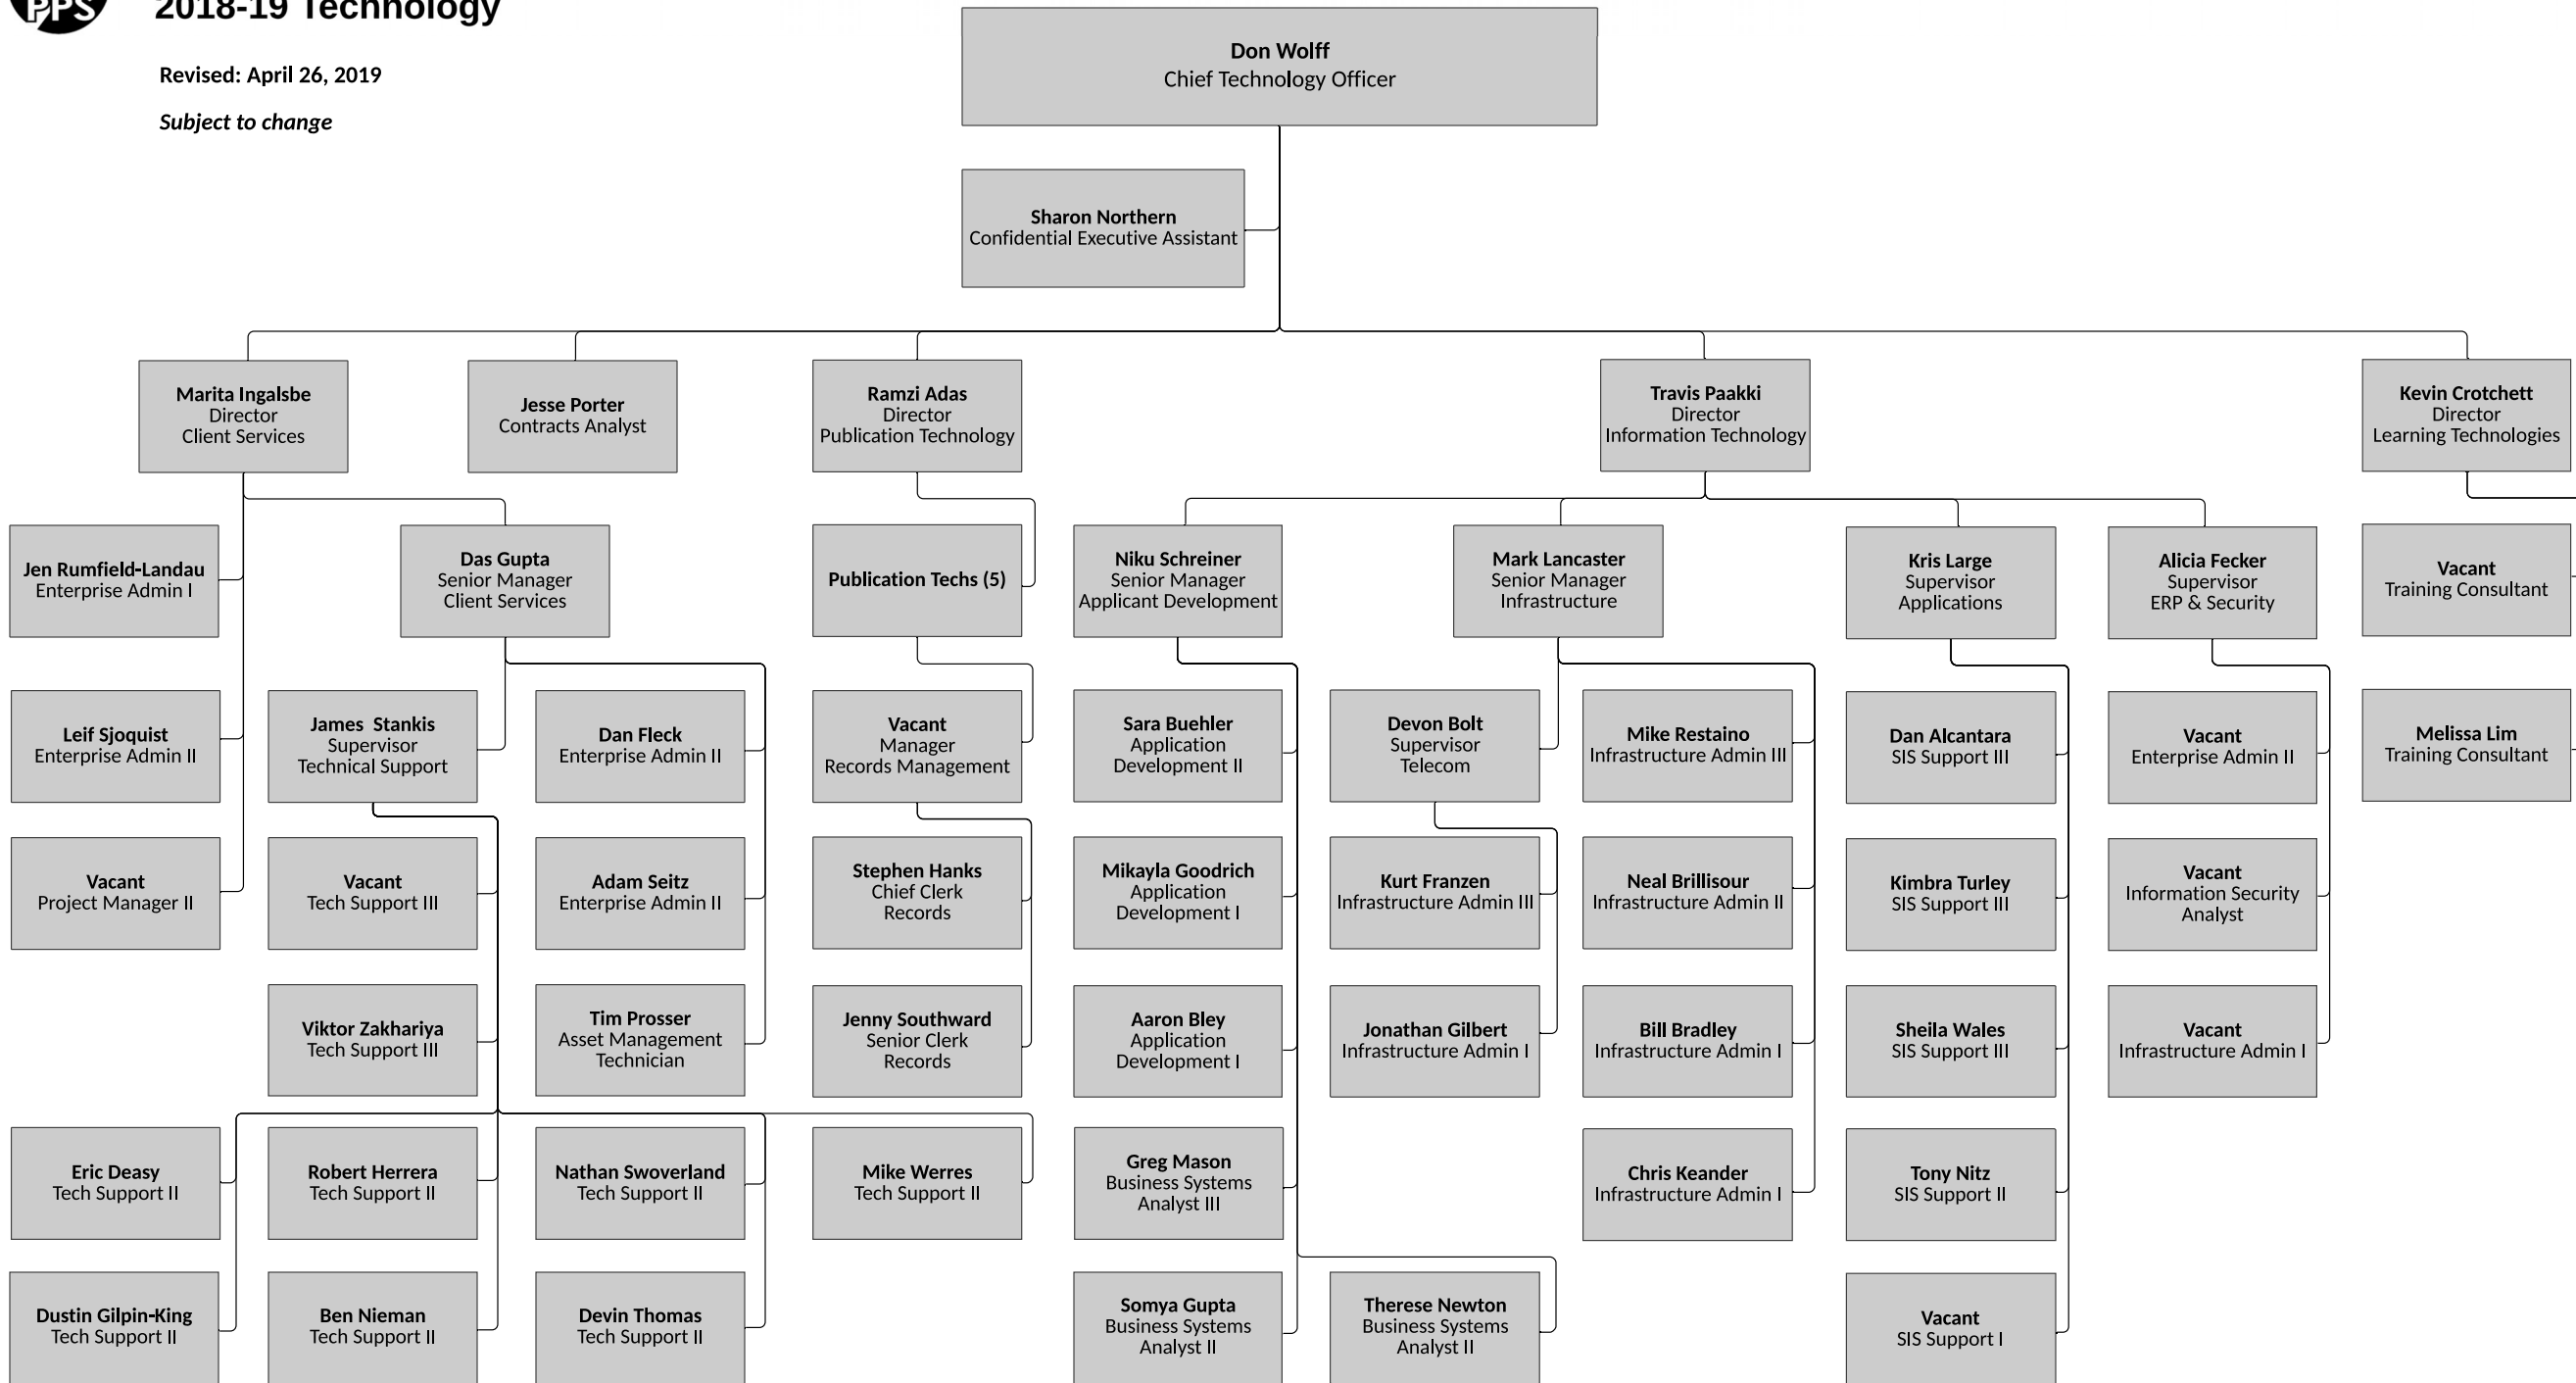 PPS
2018-19 Technology
Revised: April 26, 2019
Subject to change
Don Wolff
Chief Technology Officer
Sharon Northern
Confidential Executive Assistant
Marita Ingalsbe
Director
Client Services
Jesse Porter
Contracts Analyst
Ramzi Adas
Director
Publication Technology
Travis Paakki
Director
Information Technology
Kevin Crotchett
Director
Learning Technologies
Jen Rumfield-Landau
Enterprise Admin I
Das Gupta
Senior Manager
Client Services
Publication Techs (5)
Niku Schreiner
Senior Manager
Applicant Development
Mark Lancaster
Senior Manager
Infrastructure
Kris Large
Supervisor
Applications
Alicia Fecker
Supervisor
ERP & Security
Vacant
Training Consultant
Leif Sjoquist
Enterprise Admin II
James  Stankis
Supervisor
Technical Support
Dan Fleck
Enterprise Admin II
Vacant
Manager
Records Management
Sara Buehler
Application
Development II
Devon Bolt
Supervisor
Telecom
Mike Restaino
Infrastructure Admin III
Dan Alcantara
SIS Support III
Vacant
Enterprise Admin II
Melissa Lim
Training Consultant
Vacant
Project Manager II
Vacant
Tech Support III
Adam Seitz
Enterprise Admin II
Stephen Hanks
Chief Clerk
Records
Mikayla Goodrich
Application
Development I
Kurt Franzen
Infrastructure Admin III
Neal Brillisour
Infrastructure Admin II
Kimbra Turley
SIS Support III
Vacant
Information Security
Analyst
Viktor Zakhariya
Tech Support III
Tim Prosser
Asset Management
Technician
Jenny Southward
Senior Clerk
Records
Aaron Bley
Application
Development I
Jonathan Gilbert
Infrastructure Admin I
Bill Bradley
Infrastructure Admin I
Sheila Wales
SIS Support III
Vacant
Infrastructure Admin I
Eric Deasy
Tech Support II
Robert Herrera
Tech Support II
Nathan Swoverland
Tech Support II
Mike Werres
Tech Support II
Greg Mason
Business Systems
Analyst III
Chris Keander
Infrastructure Admin I
Tony Nitz
SIS Support II
Dustin Gilpin-King
Tech Support II
Ben Nieman
Tech Support II
Devin Thomas
Tech Support II
Somya Gupta
Business Systems
Analyst II
Therese Newton
Business Systems
Analyst II
Vacant
SIS Support I